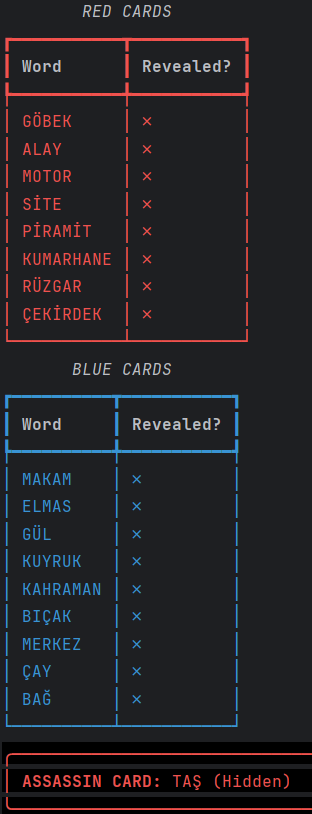 RED CARDS
Word Revealed?
GÖBEK ×
ALAY ×
MOTOR ×
SİTE ×
PİRAMİT ×
KUMARHANE ×
RÜZGAR ×
ÇEKİRDEK ×
BLUE CARDS
Word Revealed?
MAKAM ×
ELMAS ×
GÜL ×
KUYRUK ×
KAHRAMAN ×
BIÇAK ×
MERKEZ ×
ÇAY ×
BAĞ ×
ASSASSIN CARD: TAŞ (Hidden)